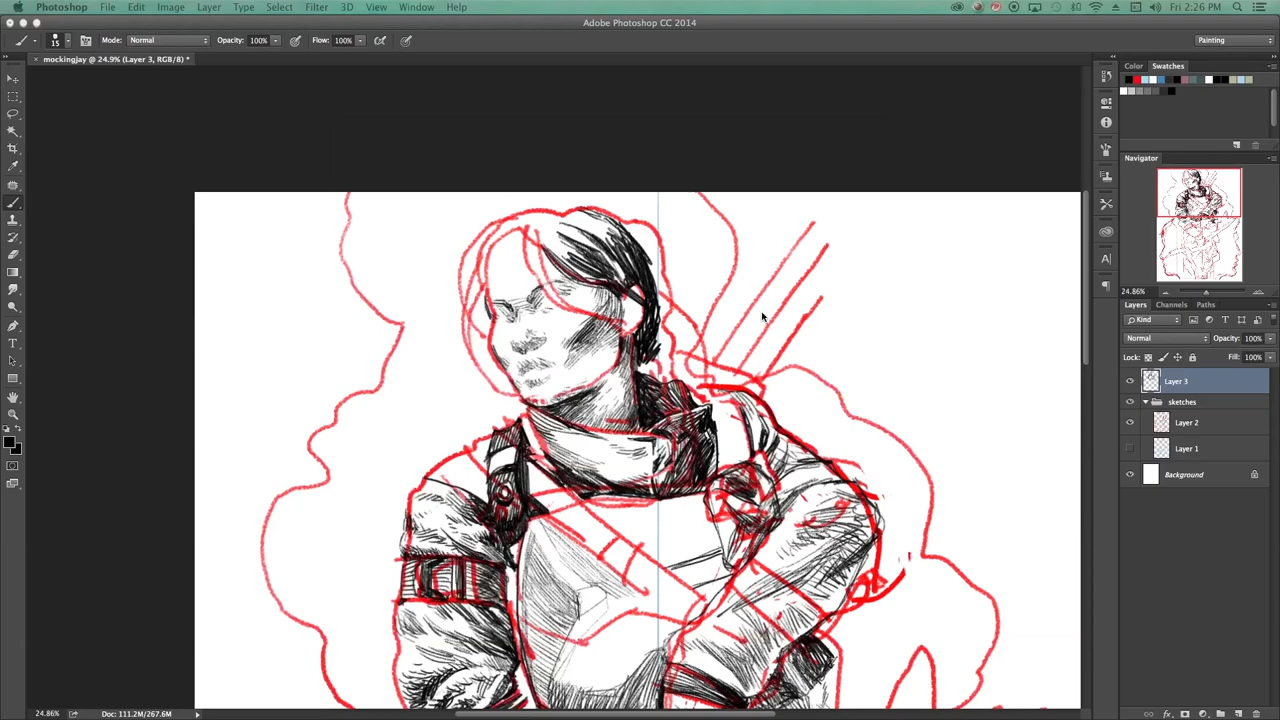 Photoshop File Edit Image Layer Type Select Filter 3D View Window Help Fri 2:26 PM
Adobe Photoshop CC 2014
15 Mode: Normal Opacity: 100% Flow: 100% Painting
× mockingjay @ 24.9% (Layer 3, RGB/8) *
Color Swatches
Navigator
24.86%
Layers Channels Paths
Kind
Normal Opacity: 100%
Lock: Fill: 100%
Layer 3
sketches
Layer 2
Layer 1
Background
24.86% Doc: 111.2M/267.6M